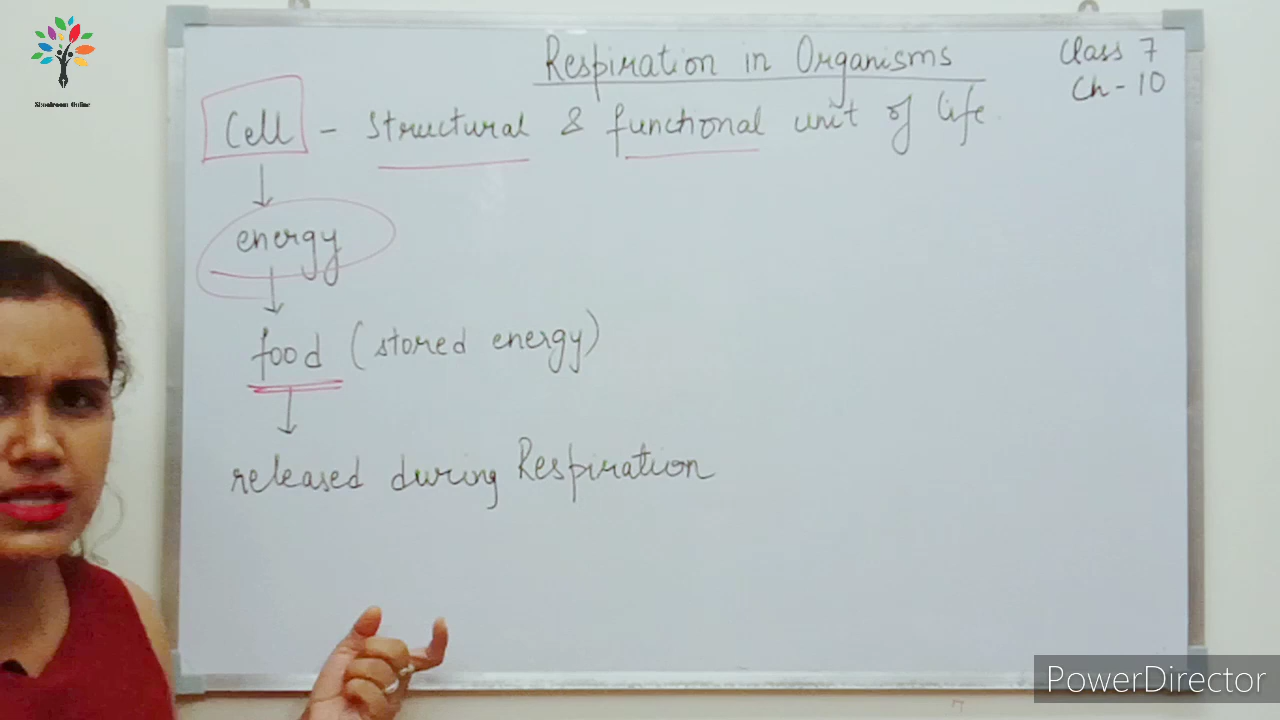 Respiration in Organisms
Class 7
Ch - 10
Cell - Structural & functional unit of life.
energy
food (stored energy)
released during Respiration
PowerDirector